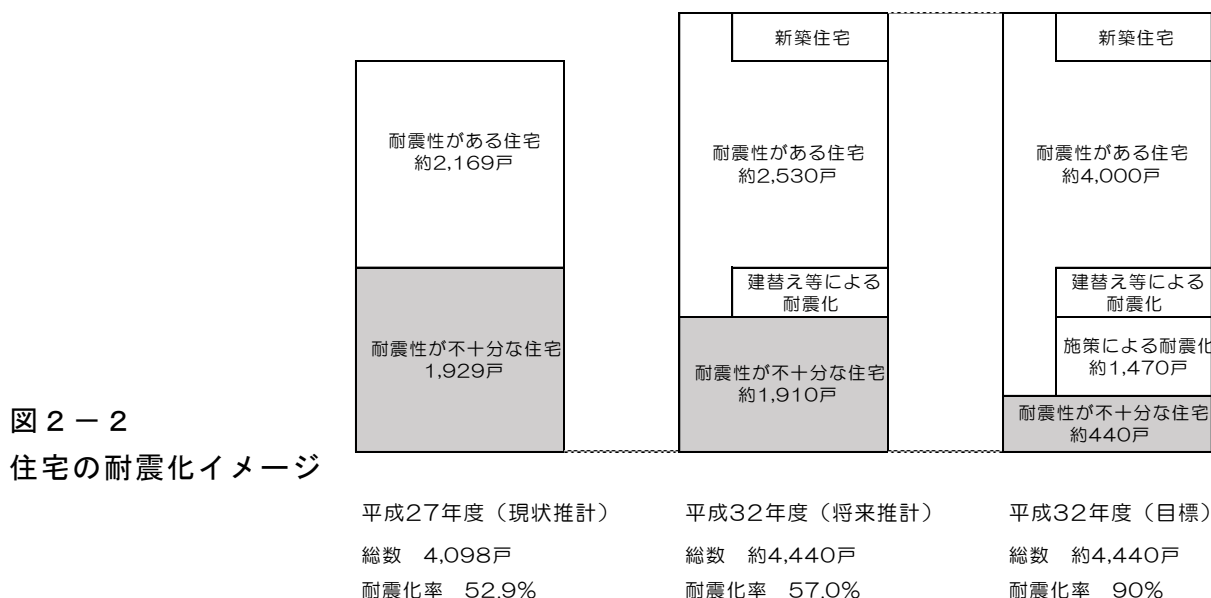 新築住宅
新築住宅
耐震性がある住宅
約2,169戸
耐震性がある住宅
約2,530戸
耐震性がある住宅
約4,000戸
建替え等による
耐震化
建替え等による
耐震化
耐震性が不十分な住宅
1,929戸
耐震性が不十分な住宅
約1,910戸
施策による耐震化
約1,470戸
耐震性が不十分な住宅
約440戸
図2-2
住宅の耐震化イメージ
平成27年度(現状推計)
総数 4,098戸
耐震化率 52.9%
平成32年度(将来推計)
総数 約4,440戸
耐震化率 57.0%
平成32年度(目標)
総数 約4,440戸
耐震化率 90%